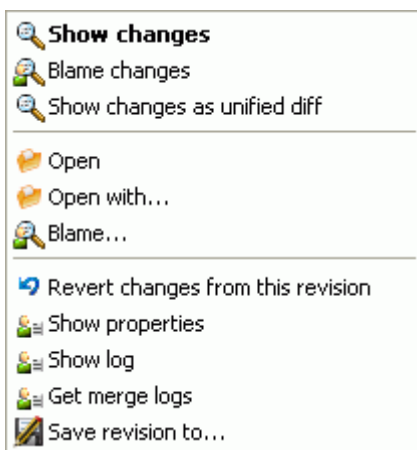 Show changes
Blame changes
Show changes as unified diff
Open
Open with...
Blame...
Revert changes from this revision
Show properties
Show log
Get merge logs
Save revision to...